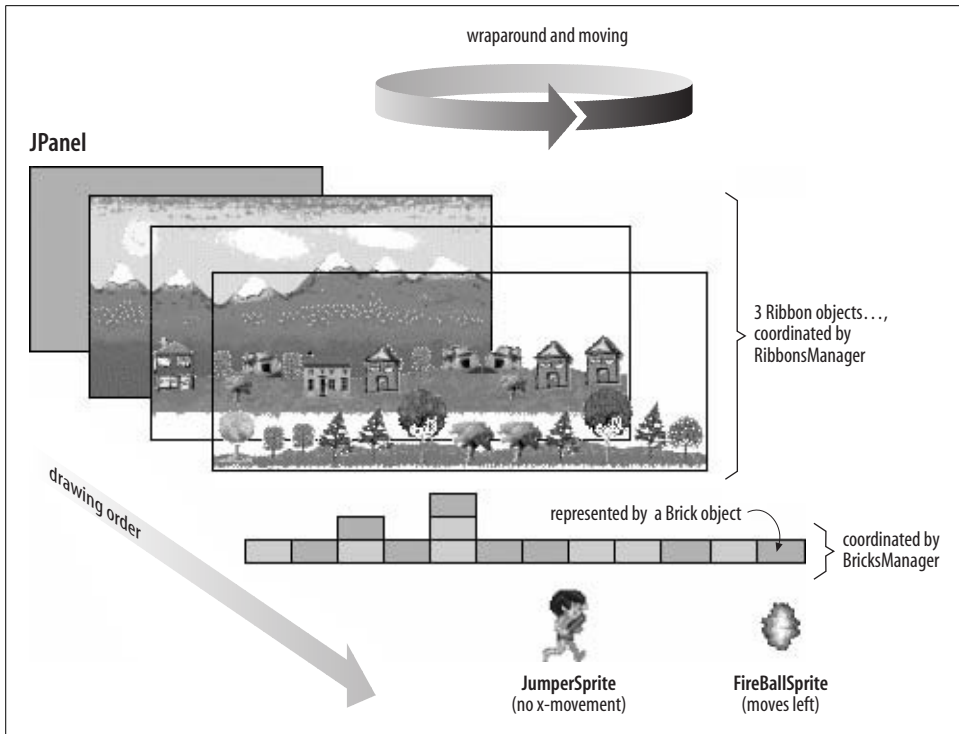 wraparound and moving
JPanel
3 Ribbon objects...,
coordinated by
RibbonsManager
drawing order
represented by a Brick object
coordinated by
BricksManager
JumperSprite
(no x-movement)
FireBallSprite
(moves left)